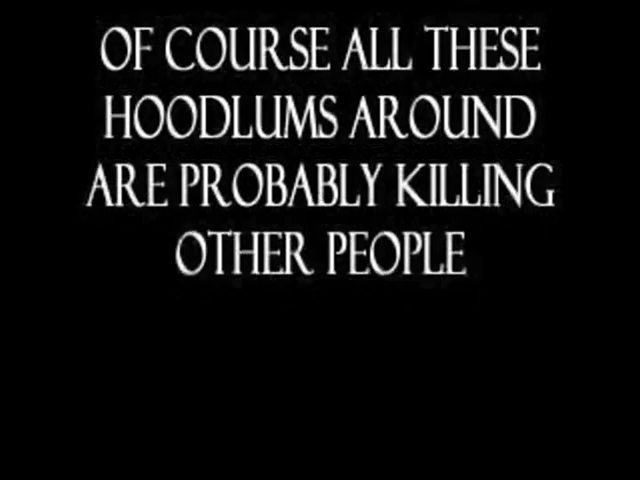 OF COURSE ALL THESE
HOODLUMS AROUND
ARE PROBABLY KILLING
OTHER PEOPLE